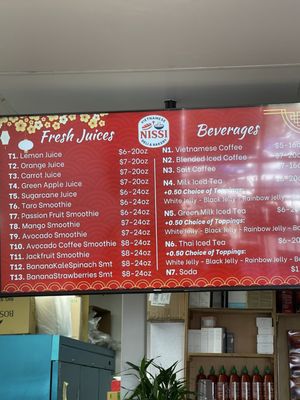 Fresh Juices
T1. Lemon Juice $6-20oz
T2. Orange Juice $7-20oz
T3. Carrot Juice $7-20oz
T4. Green Apple Juice $7-20oz
T5. Sugarcane Juice $6-24oz
T6. Taro Smoothie $7-24oz
T7. Passion Fruit Smoothie $7-24oz
T8. Mango Smoothie $7-24oz
T9. Avocado Smoothie $7-24oz
T10. Avocado Coffee Smoothie $8-24oz
T11. Jackfruit Smoothie $8-24oz
T12. BananaKaleSpinach Smt $8-24oz
T13. BananaStrawberries Smt $8-24oz
VIETNAMESE
NISSI
DELI & BAKERY
Beverages
N1. Vietnamese Coffee
N2. Blended Iced Coffee
N3. Salt Coffee
N4. Milk Iced Tea
+0.50 Choice of Toppings:
White Jelly - Black Jelly - Rainbow Jelly
N5. Green Milk Iced Tea
+0.50 Choice of Toppings:
White Jelly - Black Jelly - Rainbow Jelly
N6. Thai Iced Tea
+0.50 Choice of Toppings:
White Jelly - Black Jelly - Rainbow
N7. Soda